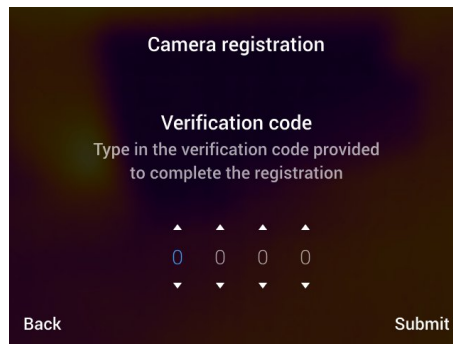 Camera registration
Verification code
Type in the verification code provided
to complete the registration
0 0 0 0
Back Submit